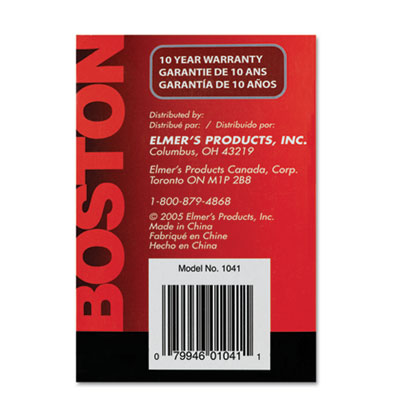 BOSTON
10 YEAR WARRANTY
GARANTIE DE 10 ANS
GARANTÍA DE 10 AÑOS
Distributed by:
Distribué par: / Distribuido por:
ELMER'S PRODUCTS, INC.
Columbus, OH 43219
Elmer's Products Canada, Corp.
Toronto ON M1P 2B8
1-800-879-4868
© 2005 Elmer's Products, Inc.
Made in China
Fabriqué en Chine
Hecho en China
Model No. 1041
0 79946 01041 1